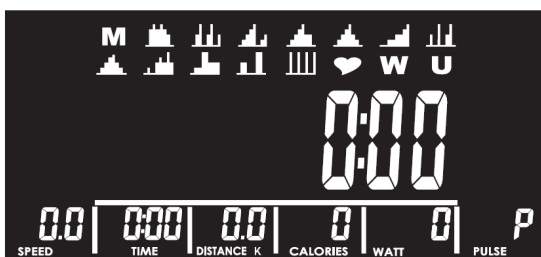 M
W U
0:00
0.0 0:00 0.0 0 0 P
SPEED TIME DISTANCE K CALORIES WATT PULSE